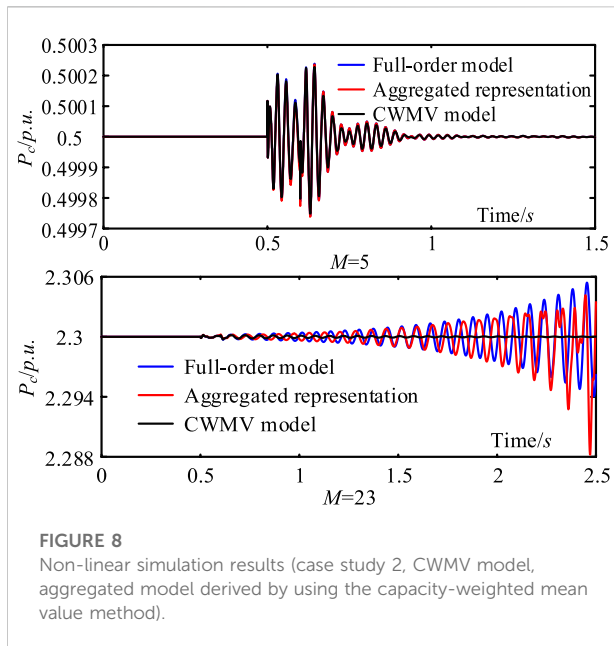 0.5003
0.5002
0.5001
0.5
0.4999
0.4998
0.4997
P_c/p.u.
Full-order model
Aggregated representation
CWMV model
Time/s
0 0.5 1 1.5
M=5
2.306
2.3
2.294
2.288
P_c/p.u.
Full-order model
Aggregated representation
CWMV model
Time/s
0 0.5 1 1.5 2 2.5
M=23
FIGURE 8
Non-linear simulation results (case study 2, CWMV model,
aggregated model derived by using the capacity-weighted mean
value method).